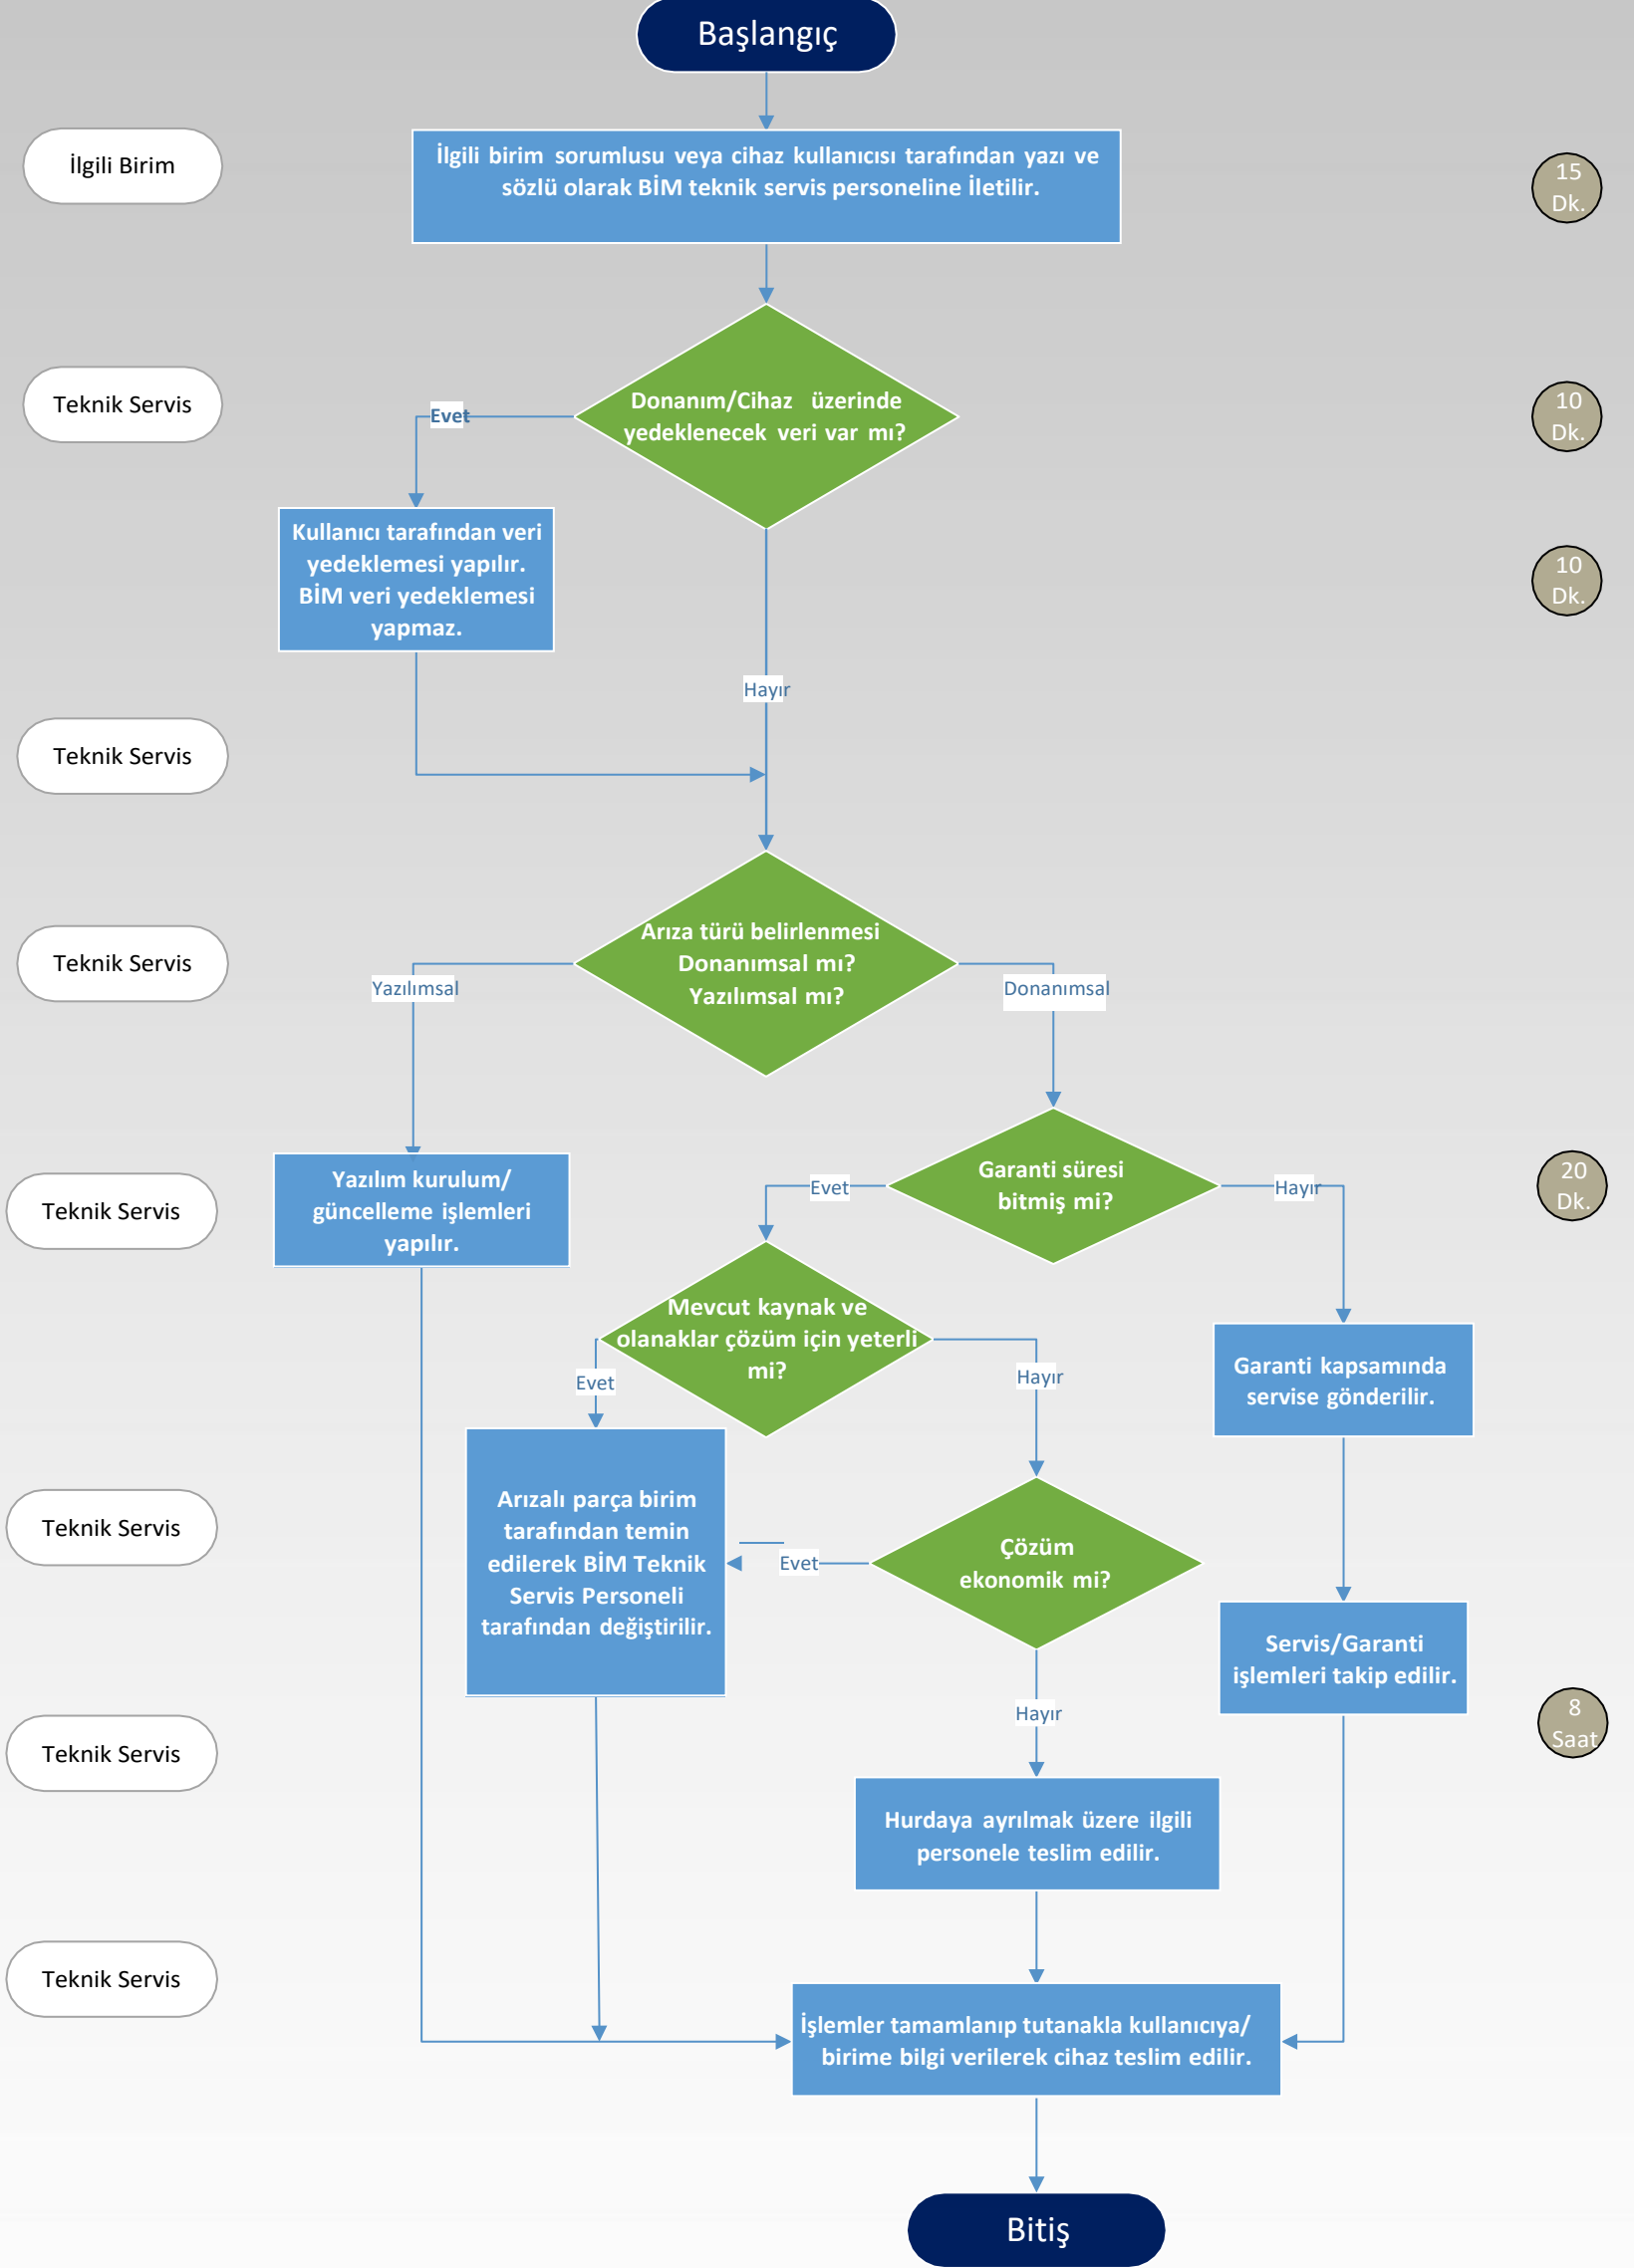 Başlangıç
İlgili Birim
İlgili birim sorumlusu veya cihaz kullanıcısı tarafından yazı ve
sözlü olarak BİM teknik servis personeline İletilir.
15
Dk.
Teknik Servis
Evet
Donanım/Cihaz üzerinde
yedeklenecek veri var mı?
10
Dk.
Kullanıcı tarafından veri
yedeklemesi yapılır.
BİM veri yedeklemesi
yapmaz.
10
Dk.
Hayır
Teknik Servis
Teknik Servis
Arıza türü belirlenmesi
Donanımsal mı?
Yazılımsal mı?
Yazılımsal
Donanımsal
Teknik Servis
Yazılım kurulum/
güncelleme işlemleri
yapılır.
Evet
Garanti süresi
bitmiş mi?
Hayır
20
Dk.
Mevcut kaynak ve
olanaklar çözüm için yeterli
mi?
Evet
Hayır
Garanti kapsamında
servise gönderilir.
Teknik Servis
Arızalı parça birim
tarafından temin
edilerek BİM Teknik
Servis Personeli
tarafından değiştirilir.
Evet
Çözüm
ekonomik mi?
Servis/Garanti
işlemleri takip edilir.
Hayır
8
Saat
Teknik Servis
Hurdaya ayrılmak üzere ilgili
personele teslim edilir.
Teknik Servis
İşlemler tamamlanıp tutanakla kullanıcıya/
birime bilgi verilerek cihaz teslim edilir.
Bitiş